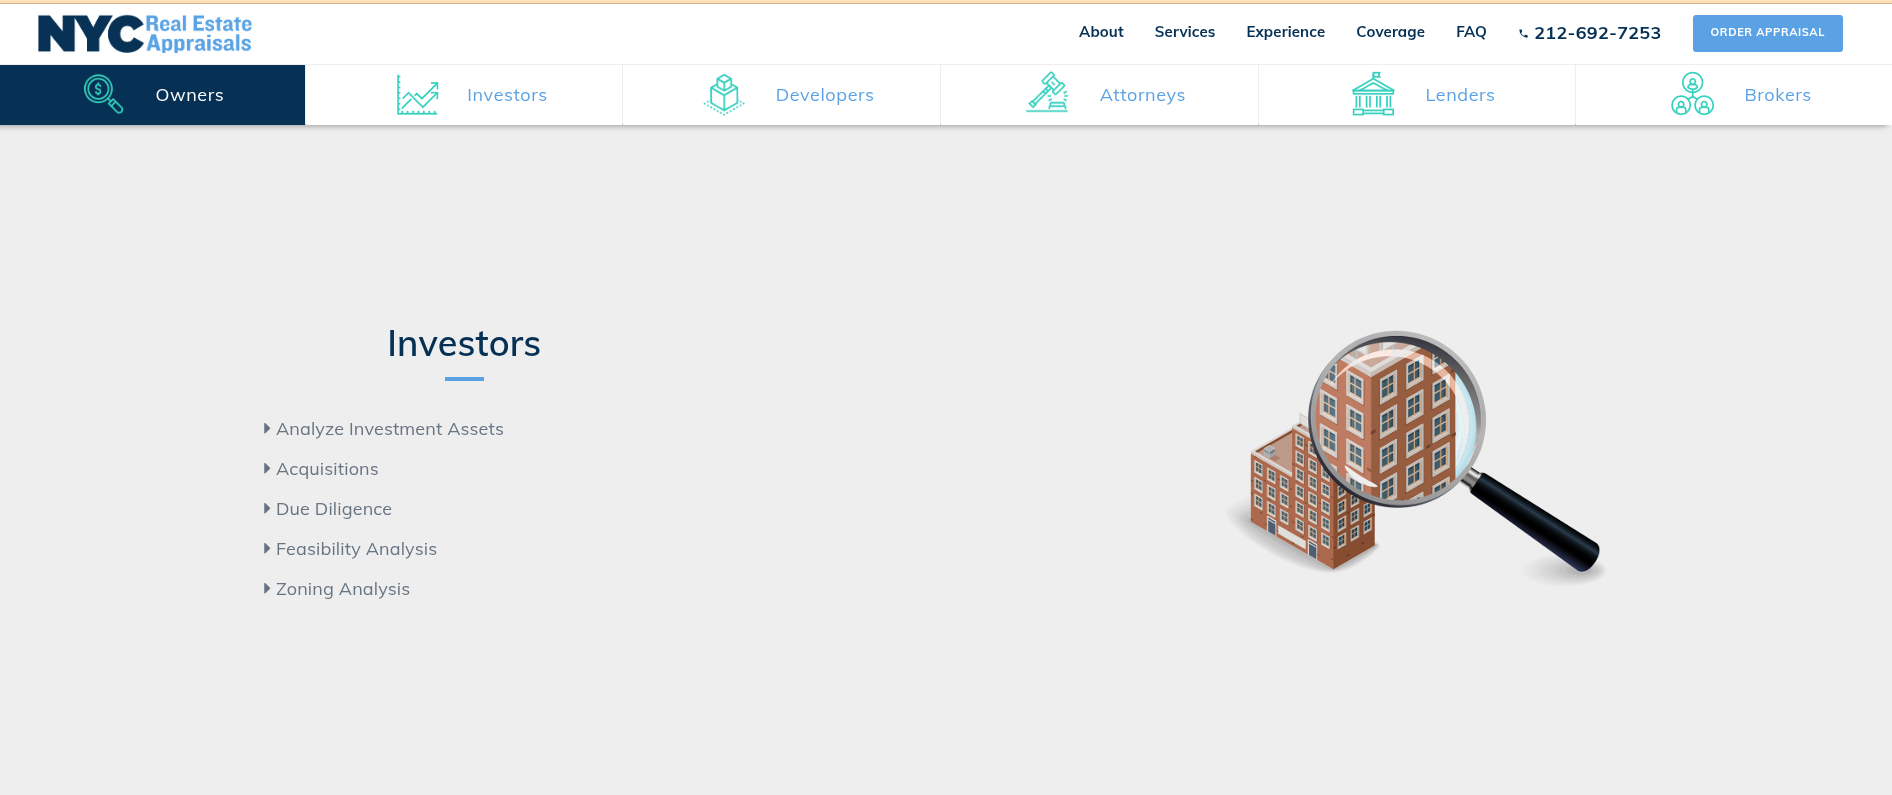 NYC Real Estate Appraisals
About Services Experience Coverage FAQ 212-692-7253 ORDER APPRAISAL
Owners Investors Developers Attorneys Lenders Brokers
Investors
Analyze Investment Assets
Acquisitions
Due Diligence
Feasibility Analysis
Zoning Analysis